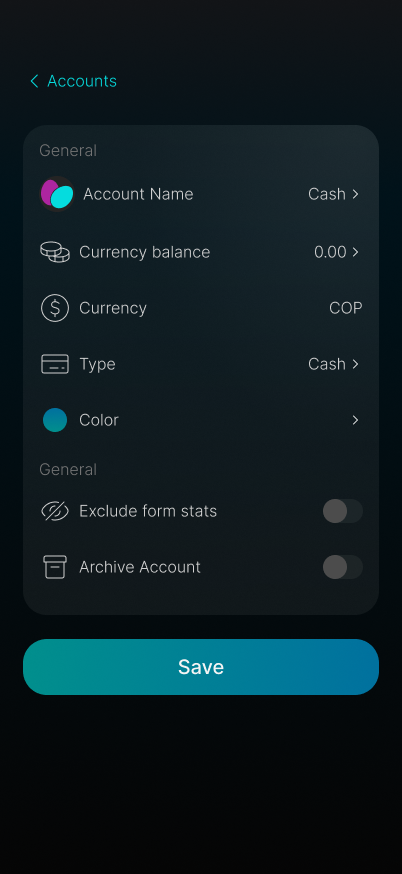 Accounts
General
Account Name Cash
Currency balance 0.00
Currency COP
Type Cash
Color
General
Exclude form stats
Archive Account
Save